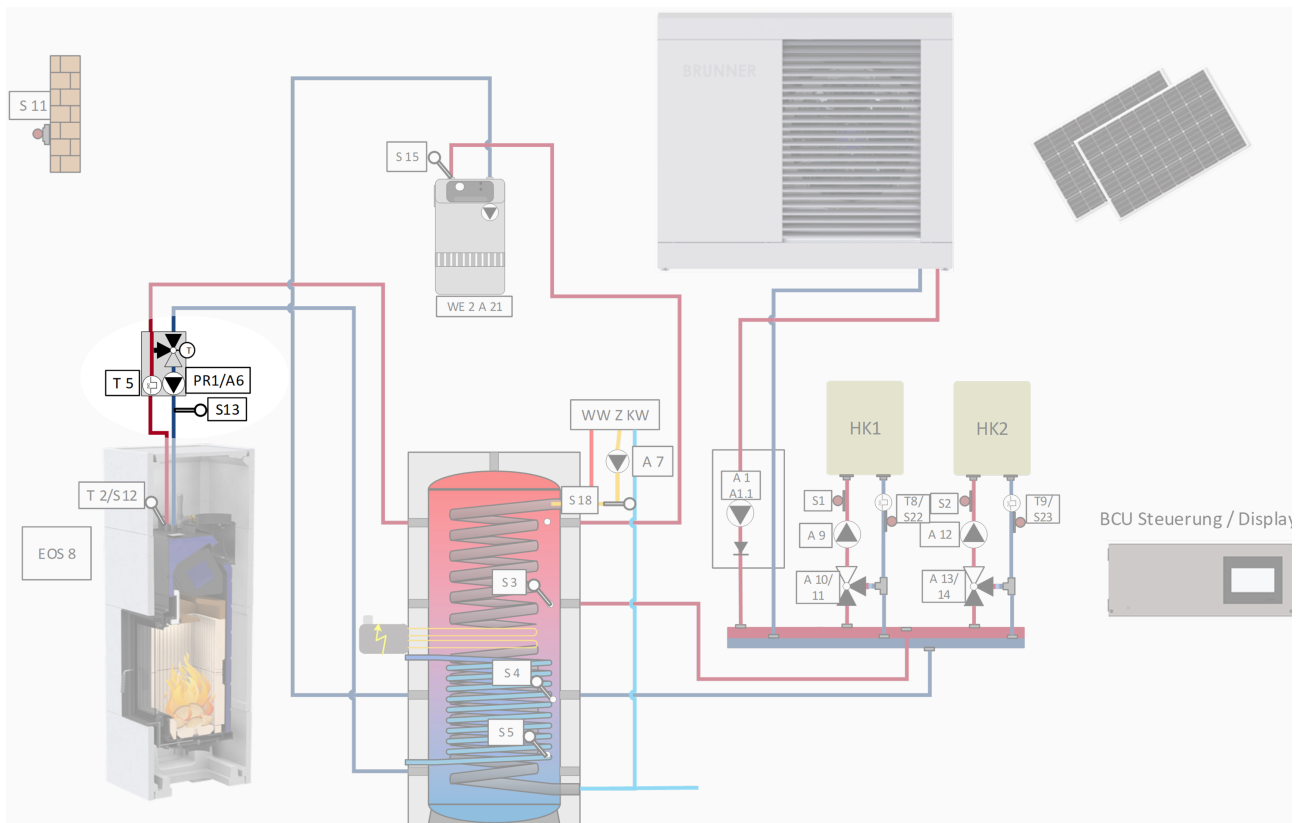 S 11
BRUNNER
S 15
WE 2 A 21
T
T 5
PR1/A6
S13
WW Z KW
A 7
HK1
HK2
T 2/S12
S 18
A 1
A1.1
S1
T8/
S22
S2
T9/
S23
BCU Steuerung / Display
A 9
A 12
EOS 8
S 3
A 10/
11
A 13/
14
S 4
S 5